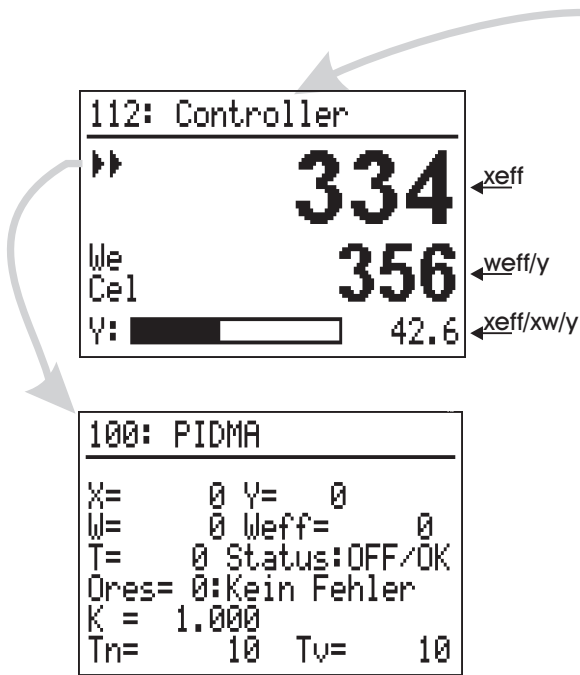 112: Controller
334
xeff
We
356
weff/y
Cel
Y:
42.6
xeff/xw/y
100: PIDMA
X= 0 Y= 0
W= 0 Weff= 0
T= 0 Status:OFF/OK
Ores= 0:Kein Fehler
K = 1.000
Tn= 10 Tv= 10